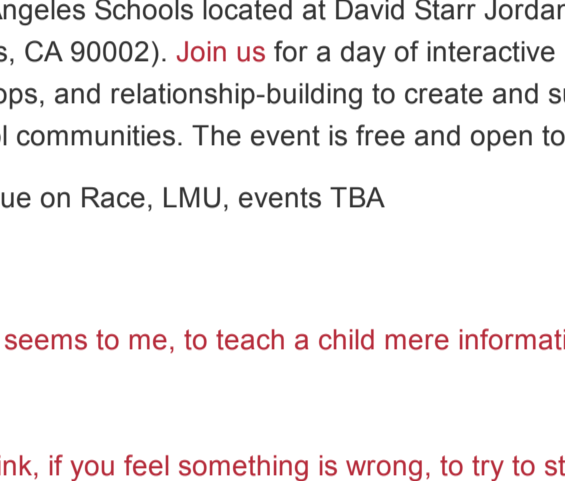 Angeles Schools located at David Starr Jordan
s, CA 90002). Join us for a day of interactive
ops, and relationship-building to create and su
l communities. The event is free and open to
ue on Race, LMU, events TBA
seems to me, to teach a child mere informati
ink, if you feel something is wrong, to try to st